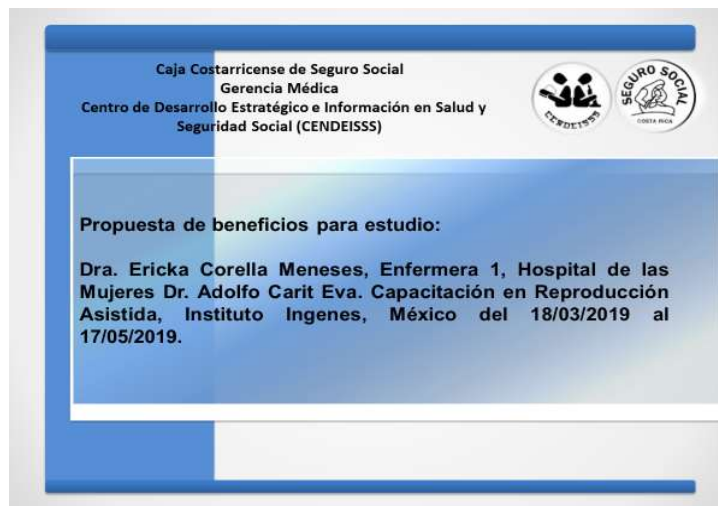 Caja Costarricense de Seguro Social
Gerencia Médica
Centro de Desarrollo Estratégico e Información en Salud y
Seguridad Social (CENDEISSS)
CENDEISSS
SEGURO SOCIAL
COSTA RICA
Propuesta de beneficios para estudio:
Dra. Ericka Corella Meneses, Enfermera 1, Hospital de las
Mujeres Dr. Adolfo Carit Eva. Capacitación en Reproducción
Asistida, Instituto Ingenes, México del 18/03/2019 al
17/05/2019.